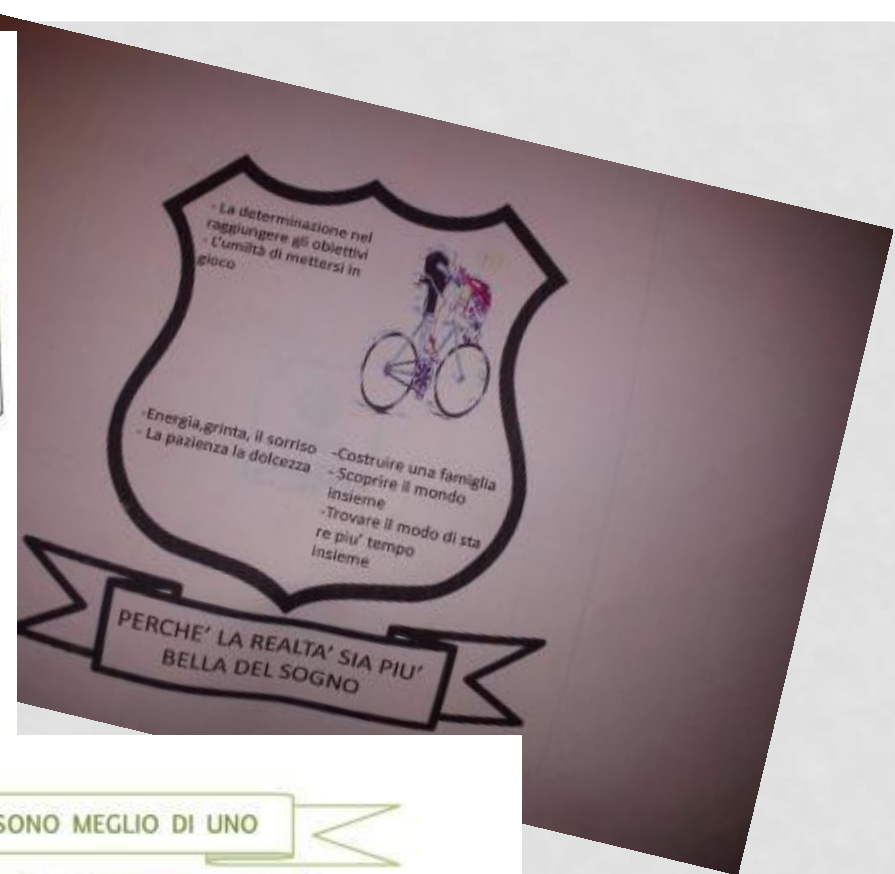 - La determinazione nel
raggiungere gli obiettivi
- L'umiltà di mettersi in
gioco
-Energia,grinta, il sorriso
- La pazienza la dolcezza
-Costruire una famiglia
- Scoprire il mondo
insieme
-Trovare il modo di sta
re piu' tempo
insieme
PERCHE' LA REALTA' SIA PIU'
BELLA DEL SOGNO
SONO MEGLIO DI UNO